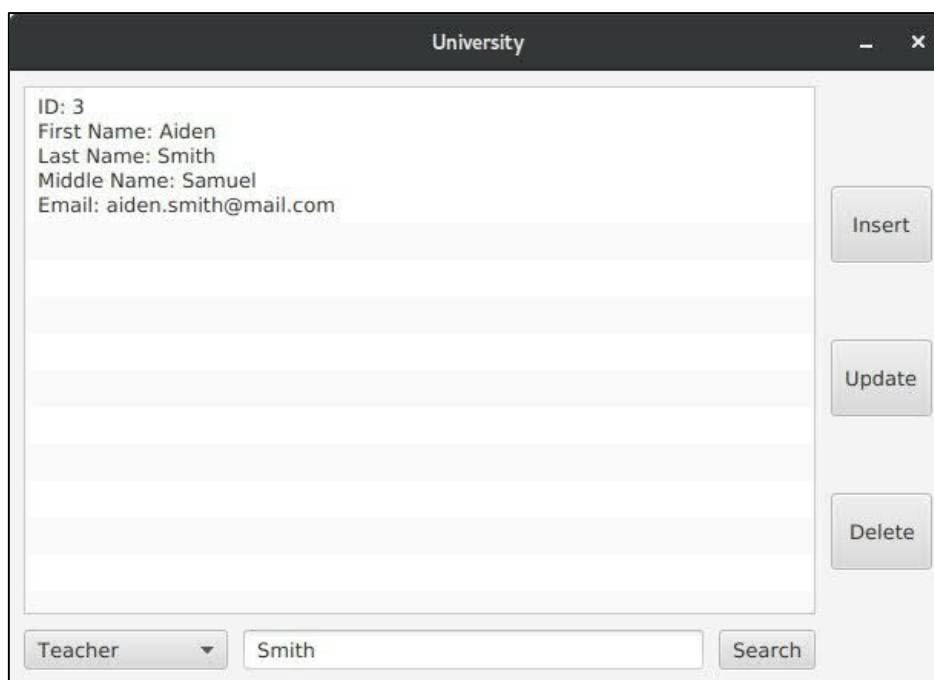 University
ID: 3
First Name: Aiden
Last Name: Smith
Middle Name: Samuel
Email: aiden.smith@mail.com
Insert
Update
Delete
Teacher
Smith
Search